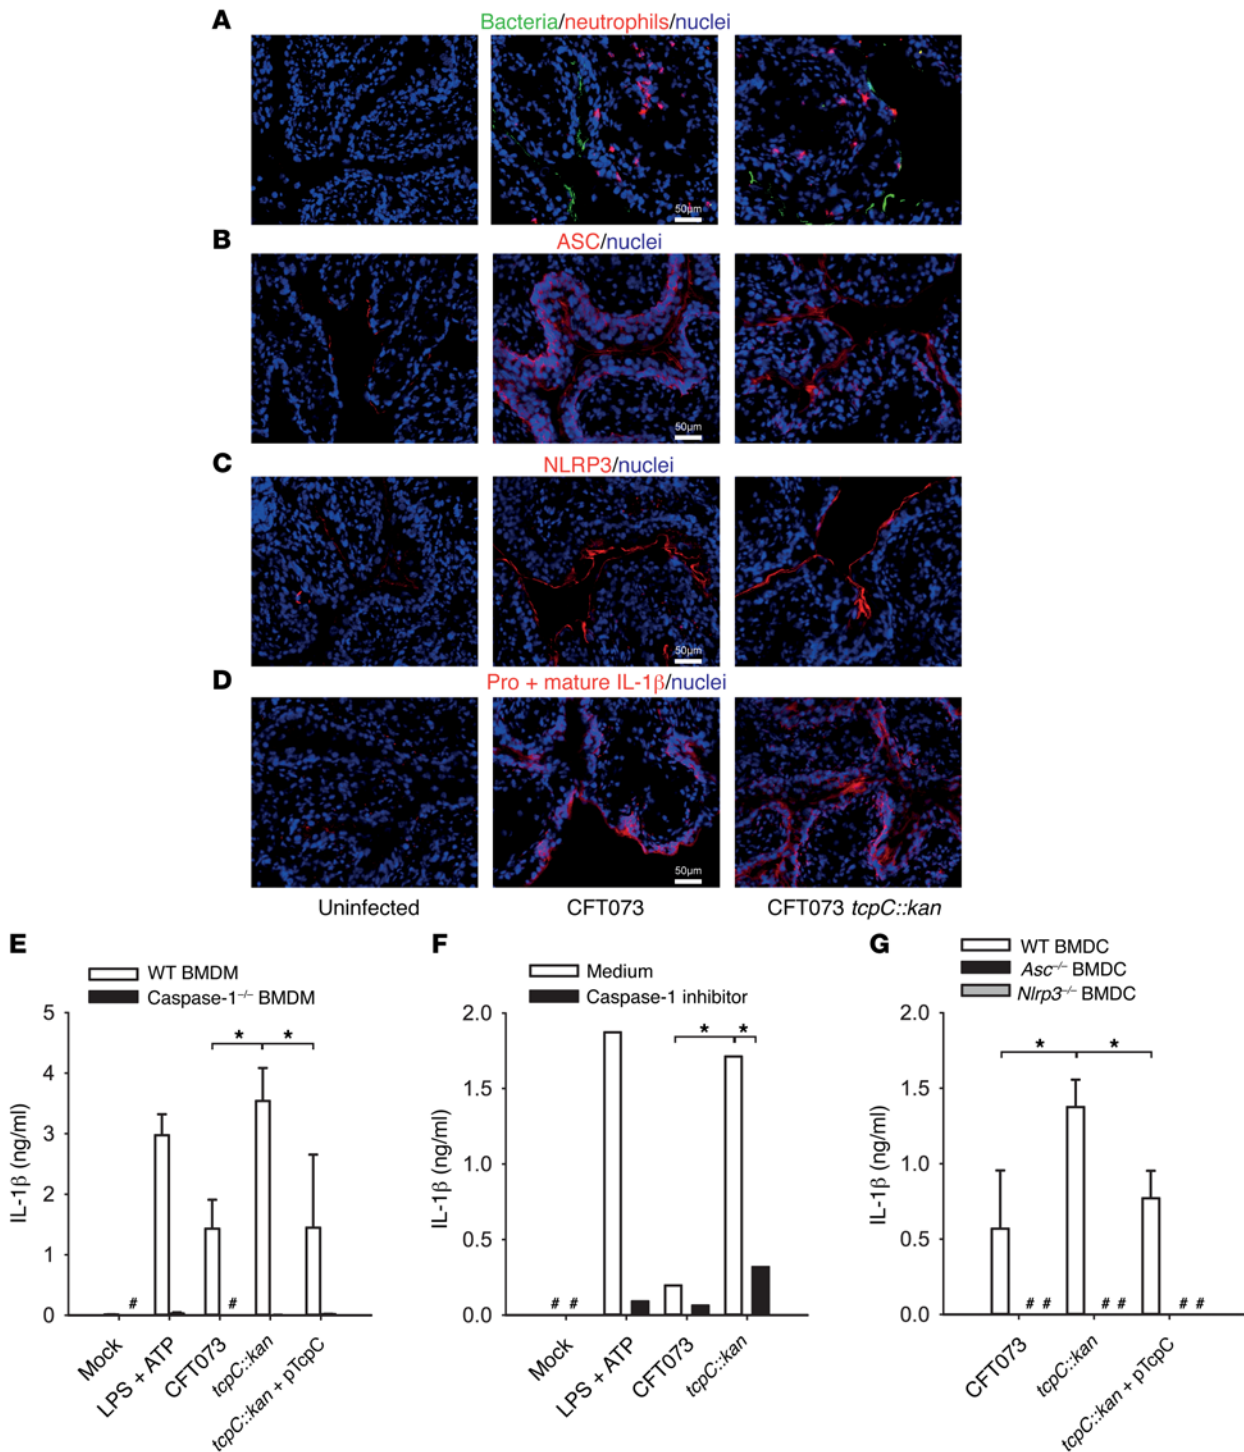 A
Bacteria/neutrophils/nuclei
50µm
B
ASC/nuclei
50µm
C
NLRP3/nuclei
50µm
D
Pro + mature IL-1β/nuclei
50µm
Uninfected
CFT073
CFT073 tcpC::kan
E
WT BMDM
Caspase-1–/– BMDM
IL-1β (ng/ml)
5
4
3
2
1
0
* *
# #
Mock
LPS + ATP
CFT073
tcpC::kan
tcpC::kan + pTcpC
F
Medium
Caspase-1 inhibitor
IL-1β (ng/ml)
2.0
1.5
1.0
0.5
0.0
* *
# #
Mock
LPS + ATP
CFT073
tcpC::kan
G
WT BMDC
Asc–/– BMDC
Nlrp3–/– BMDC
IL-1β (ng/ml)
2.0
1.5
1.0
0.5
0.0
* *
# # # # # #
CFT073
tcpC::kan
tcpC::kan + pTcpC